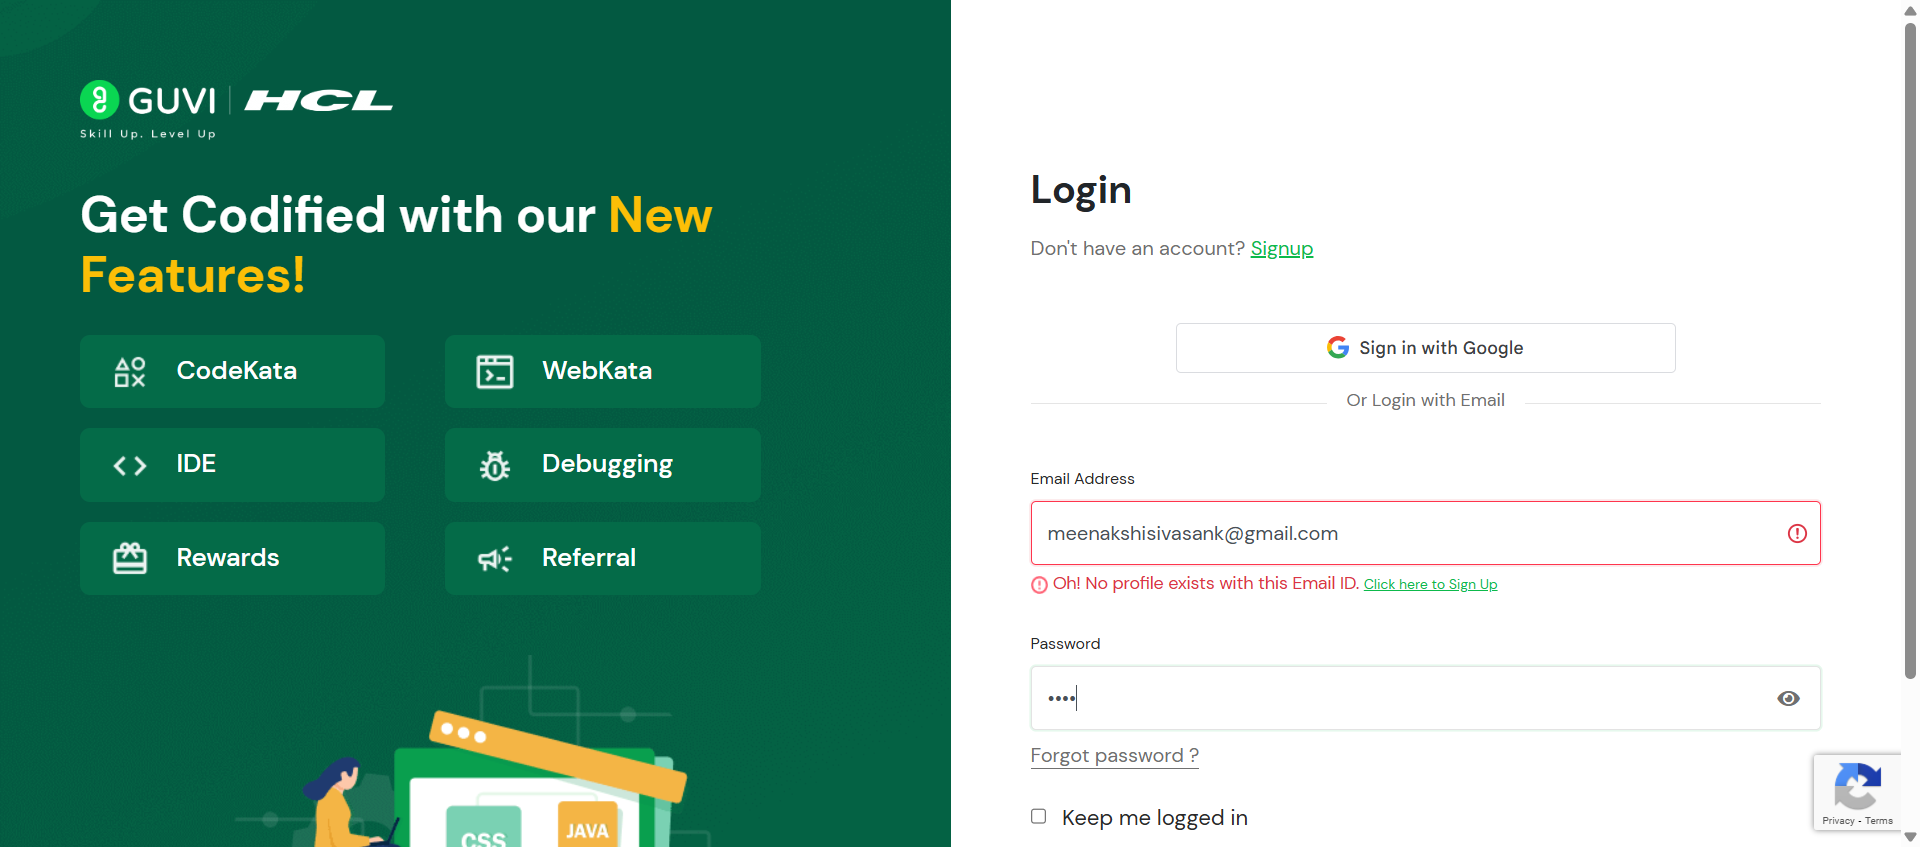 GUVI | HCL
Skill Up. Level Up
Get Codified with our New
Features!
CodeKata
WebKata
IDE
Debugging
Rewards
Referral
CSS
JAVA
Login
Don't have an account? Signup
Sign in with Google
Or Login with Email
Email Address
meenakshisivasank@gmail.com
Oh! No profile exists with this Email ID. Click here to Sign Up
Password
••••
Forgot password ?
Keep me logged in
Privacy - Terms